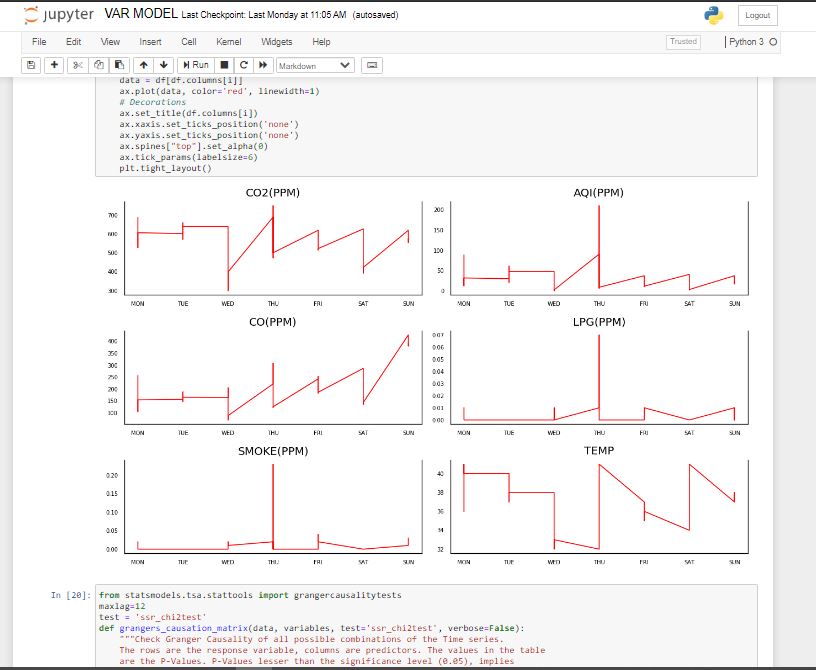 jupyter VAR MODEL Last Checkpoint: Last Monday at 11:05 AM (autosaved)
Logout
File Edit View Insert Cell Kernel Widgets Help
Trusted
Python 3
Run
Markdown
data = df[df.columns[i]]
ax.plot(data, color='red', linewidth=1)
# Decorations
ax.set_title(df.columns[i])
ax.xaxis.set_ticks_position('none')
ax.yaxis.set_ticks_position('none')
ax.spines["top"].set_alpha(0)
ax.tick_params(labelsize=6)
plt.tight_layout()
CO2(PPM)
700
600
500
400
300
MON TUE WED THU FRI SAT SUN
AQI(PPM)
200
150
100
50
0
MON TUE WED THU FRI SAT SUN
CO(PPM)
400
350
300
250
200
150
100
MON TUE WED THU FRI SAT SUN
LPG(PPM)
0.07
0.06
0.05
0.04
0.03
0.02
0.01
0.00
MON TUE WED THU FRI SAT SUN
SMOKE(PPM)
0.20
0.15
0.10
0.05
0.00
MON TUE WED THU FRI SAT SUN
TEMP
40
38
36
34
32
MON TUE WED THU FRI SAT SUN
In [20]: from statsmodels.tsa.stattools import grangercausalitytests
maxlag=12
test = 'ssr_chi2test'
def grangers_causation_matrix(data, variables, test='ssr_chi2test', verbose=False):
"""Check Granger Causality of all possible combinations of the Time series.
The rows are the response variable, columns are predictors. The values in the table
are the P-Values. P-Values lesser than the significance level (0.05), implies